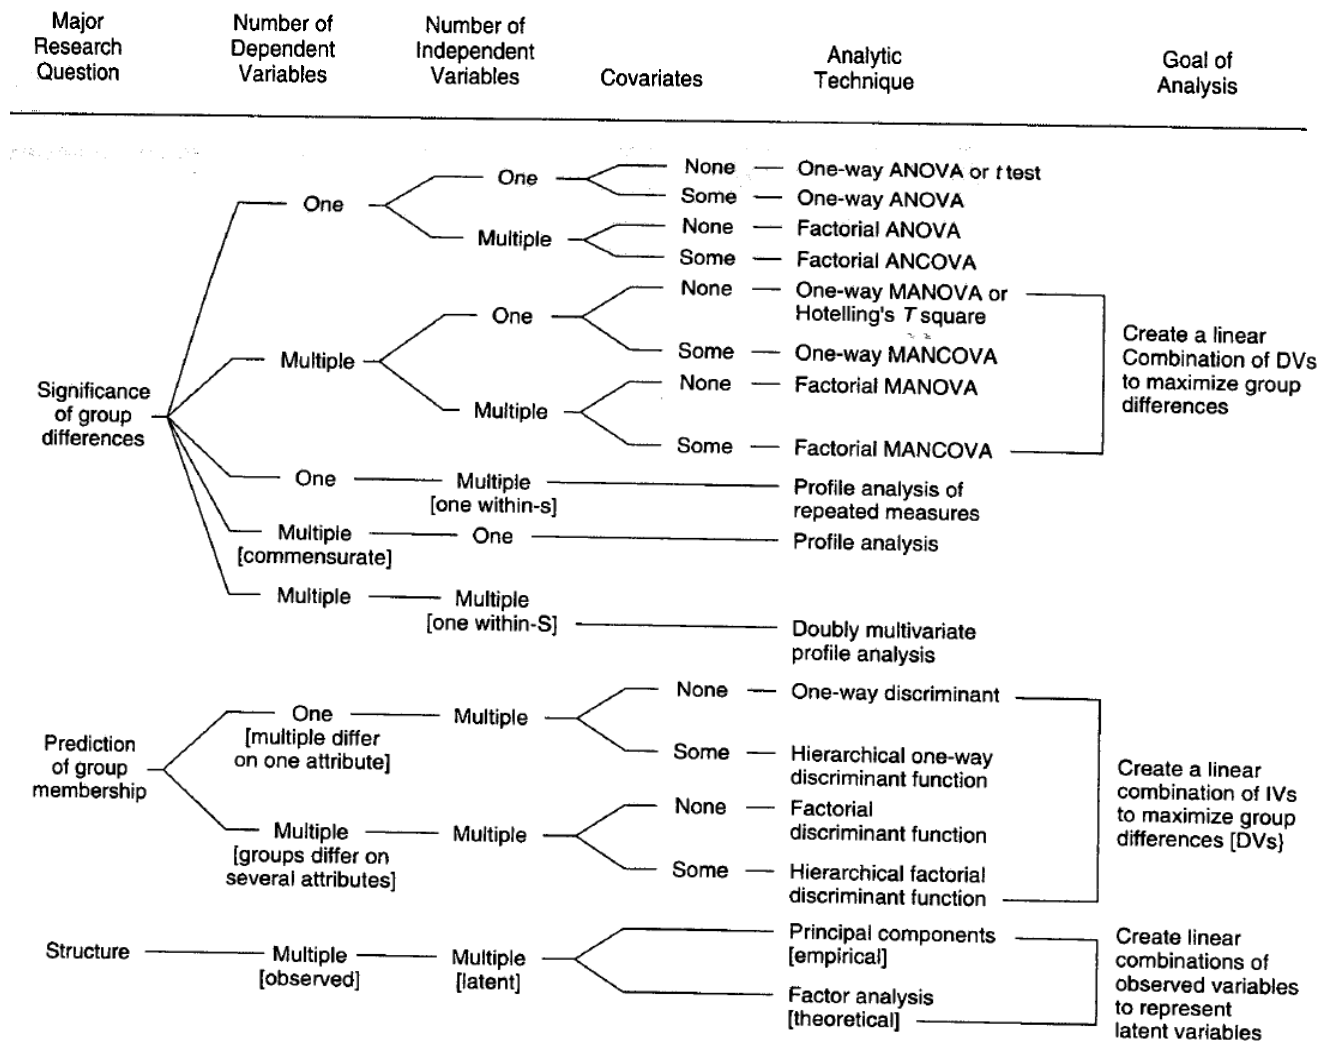 Major
Research
Question
Number of
Dependent
Variables
Number of
Independent
Variables
Covariates
Analytic
Technique
Goal of
Analysis
Significance
of group
differences
One
One
None
One-way ANOVA or t test
Some
One-way ANOVA
Multiple
None
Factorial ANOVA
Some
Factorial ANCOVA
Multiple
One
None
One-way MANOVA or
Hotelling's T square
Some
One-way MANCOVA
Multiple
None
Factorial MANOVA
Some
Factorial MANCOVA
Create a linear
Combination of DVs
to maximize group
differences
One
Multiple
[one within-s]
Profile analysis of
repeated measures
Multiple
[commensurate]
One
Profile analysis
Multiple
Multiple
[one within-S]
Doubly multivariate
profile analysis
Prediction
of group
membership
One
[multiple differ
on one attribute]
Multiple
None
One-way discriminant
Some
Hierarchical one-way
discriminant function
Multiple
[groups differ on
several attributes]
Multiple
None
Factorial
discriminant function
Some
Hierarchical factorial
discriminant function
Create a linear
combination of IVs
to maximize group
differences [DVs}
Structure
Multiple
[observed]
Multiple
[latent]
Principal components
[empirical]
Factor analysis
[theoretical]
Create linear
combinations of
observed variables
to represent
latent variables